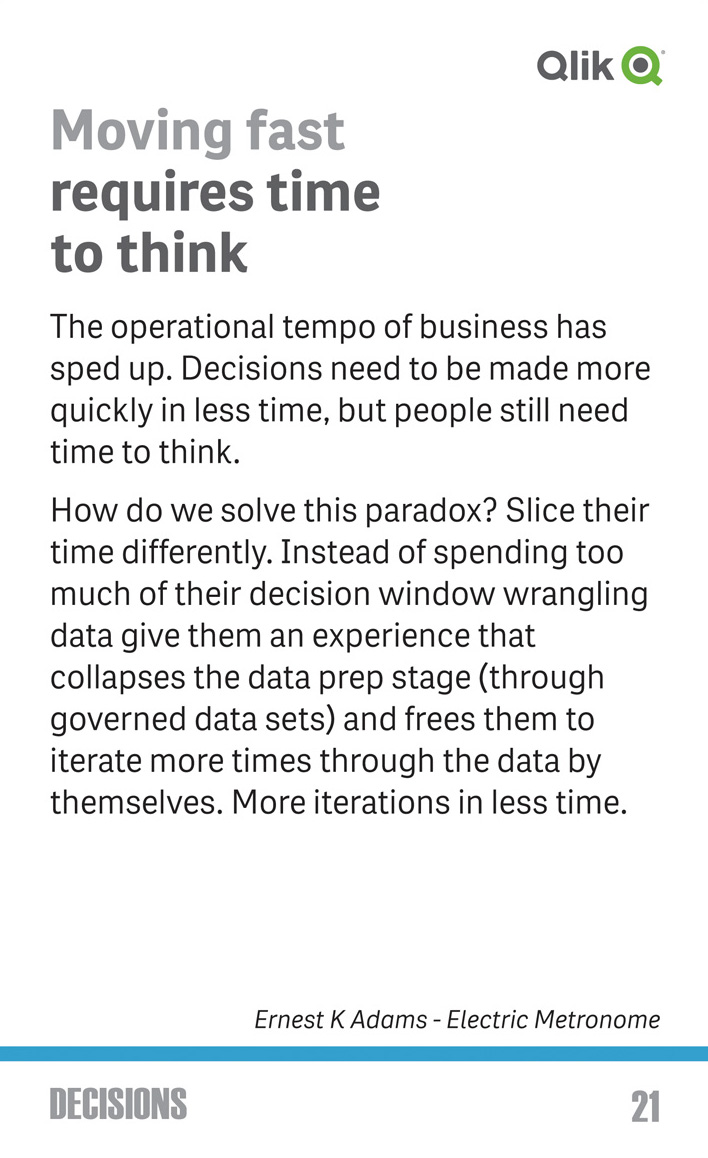 Qlik
Moving fast
requires time
to think
The operational tempo of business has
sped up. Decisions need to be made more
quickly in less time, but people still need
time to think.
How do we solve this paradox? Slice their
time differently. Instead of spending too
much of their decision window wrangling
data give them an experience that
collapses the data prep stage (through
governed data sets) and frees them to
iterate more times through the data by
themselves. More iterations in less time.
Ernest K Adams - Electric Metronome
DECISIONS
21